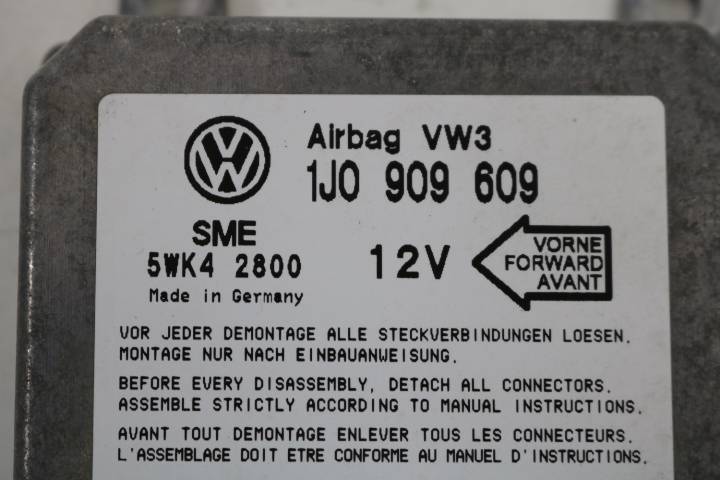 Airbag VW3
1J0 909 609
SME
5WK4 2800
12V
VORNE
FORWARD
AVANT
Made in Germany
VOR JEDER DEMONTAGE ALLE STECKVERBINDUNGEN LOESEN.
MONTAGE NUR NACH EINBAUANWEISUNG.
BEFORE EVERY DISASSEMBLY, DETACH ALL CONNECTORS.
ASSEMBLE STRICTLY ACCORDING TO MANUAL INSTRUCTIONS.
AVANT TOUT DEMONTAGE ENLEVER TOUS LES CONNECTEURS.
L'ASSEMBLAGE DOIT ETRE CONFORME AU MANUEL D'INSTRUCTIONS.